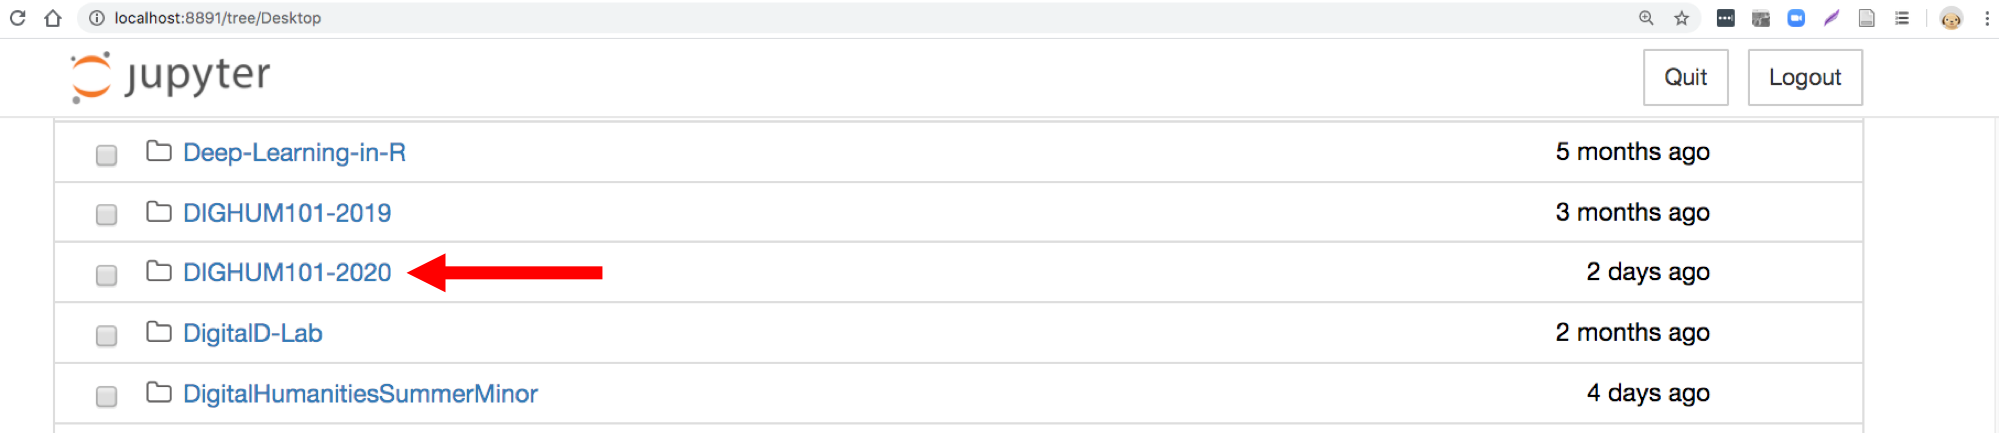 localhost:8891/tree/Desktop
jupyter
Quit
Logout
Deep-Learning-in-R 5 months ago
DIGHUM101-2019 3 months ago
DIGHUM101-2020 2 days ago
DigitalD-Lab 2 months ago
DigitalHumanitiesSummerMinor 4 days ago